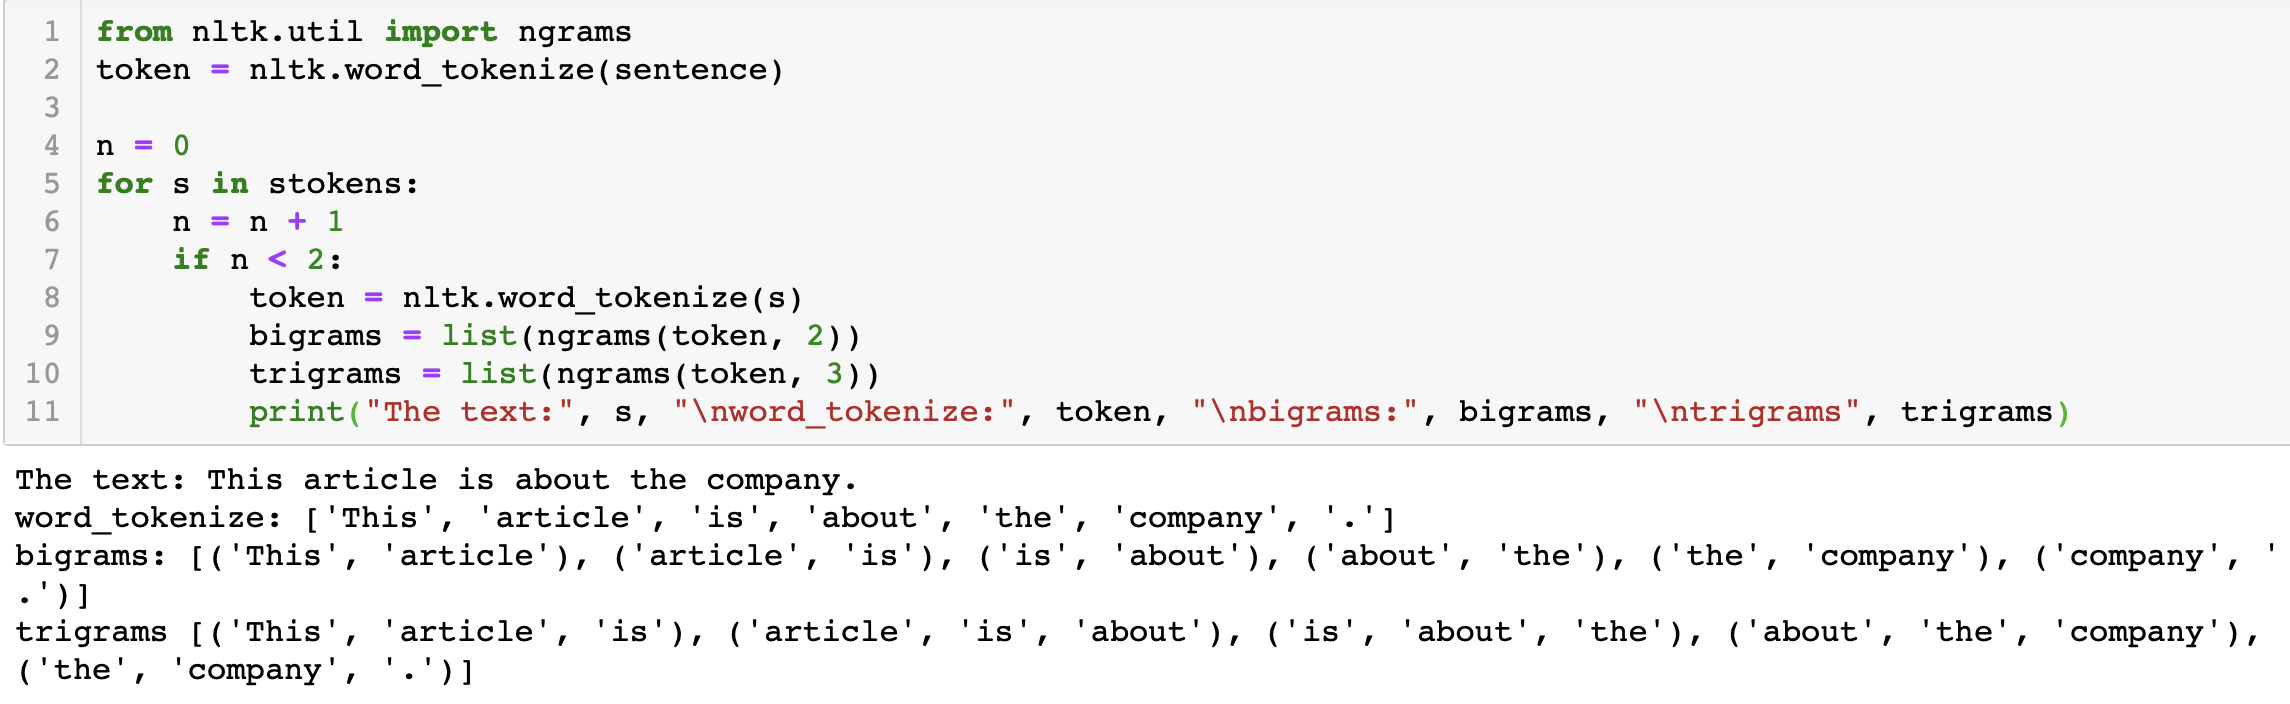 1 from nltk.util import ngrams
2 token = nltk.word_tokenize(sentence)
3
4 n = 0
5 for s in stokens:
6     n = n + 1
7     if n < 2:
8         token = nltk.word_tokenize(s)
9         bigrams = list(ngrams(token, 2))
10         trigrams = list(ngrams(token, 3))
11         print("The text:", s, "\nword_tokenize:", token, "\nbigrams:", bigrams, "\ntrigrams", trigrams)
The text: This article is about the company.
word_tokenize: ['This', 'article', 'is', 'about', 'the', 'company', '.']
bigrams: [('This', 'article'), ('article', 'is'), ('is', 'about'), ('about', 'the'), ('the', 'company'), ('company', '
.')]
trigrams [('This', 'article', 'is'), ('article', 'is', 'about'), ('is', 'about', 'the'), ('about', 'the', 'company'),
('the', 'company', '.')]